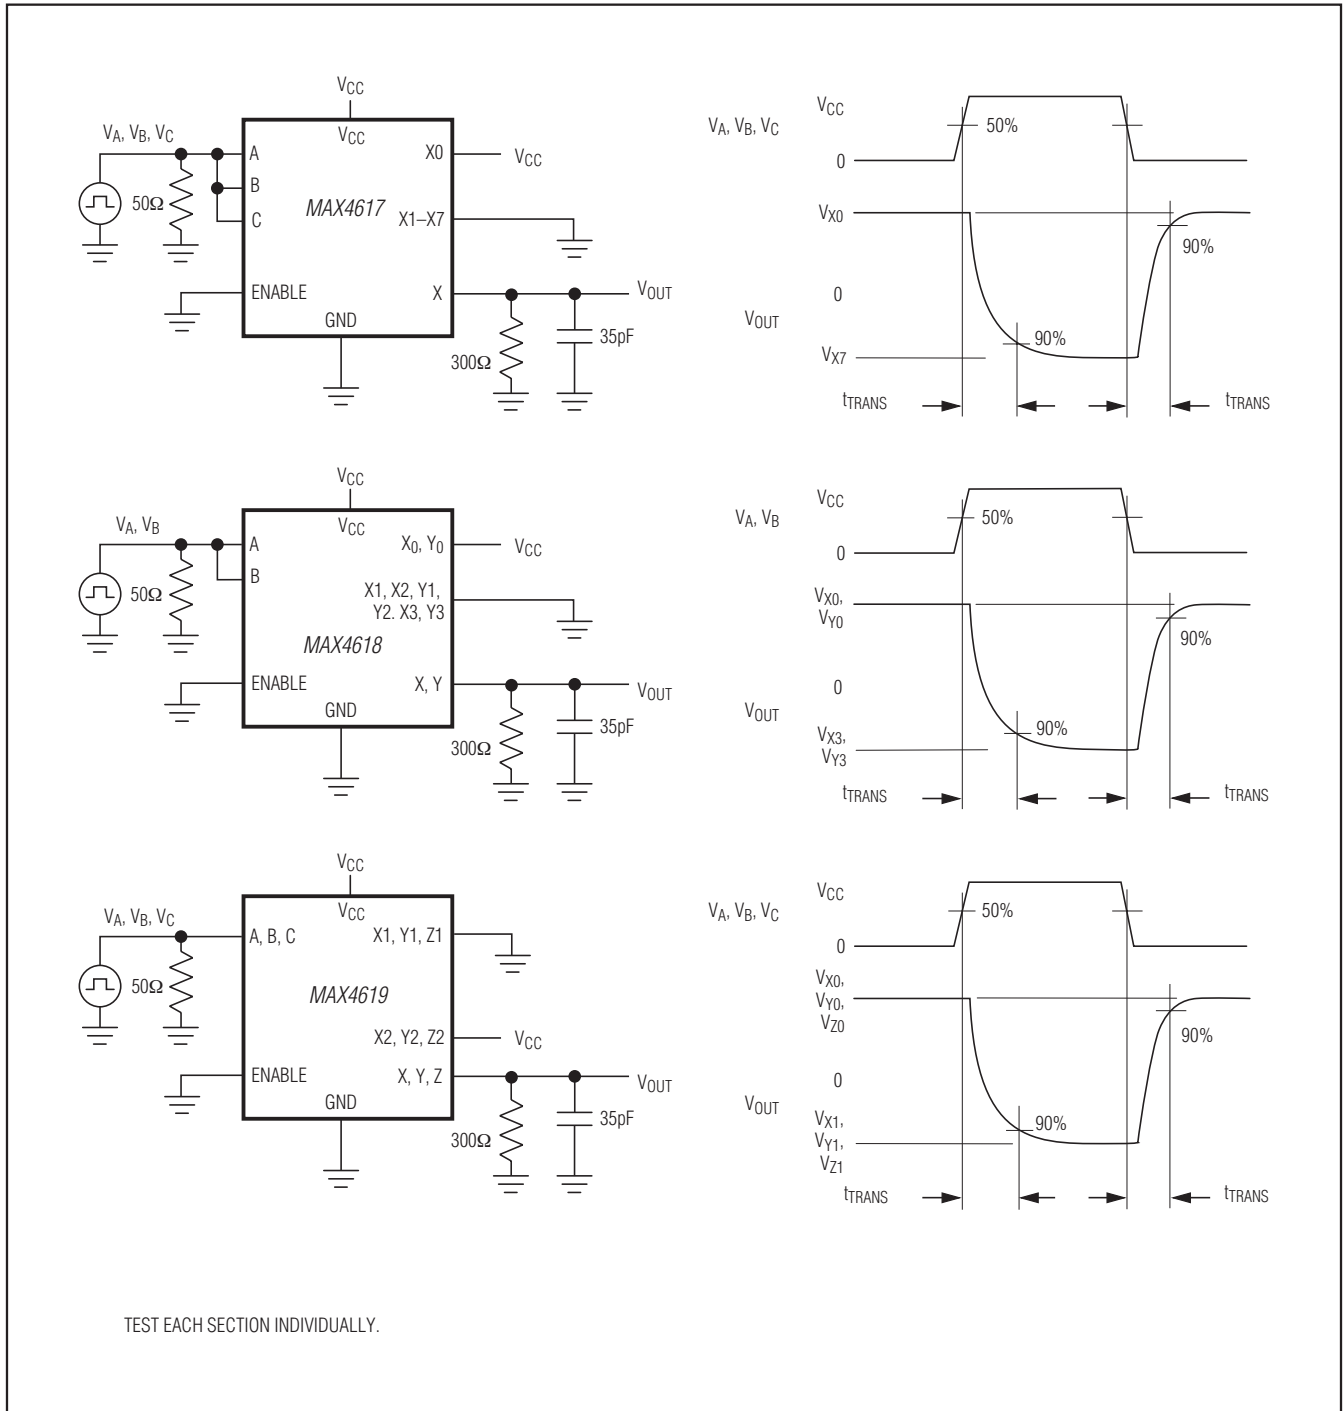 VCC
VA, VB, VC
VCC
A
X0
VCC
B
50Ω
MAX4617
C
X1–X7
ENABLE
X
VOUT
GND
300Ω
35pF
VCC
VA, VB, VC
50%
0
VX0
90%
0
VOUT
90%
VX7
tTRANS
tTRANS
VCC
VA, VB
VCC
A
X0, Y0
VCC
B
50Ω
X1, X2, Y1,
Y2. X3, Y3
MAX4618
ENABLE
X, Y
VOUT
GND
300Ω
35pF
VCC
VA, VB
50%
0
VX0,
VY0
90%
0
VOUT
90%
VX3,
VY3
tTRANS
tTRANS
VCC
VA, VB, VC
VCC
A, B, C
X1, Y1, Z1
50Ω
MAX4619
X2, Y2, Z2
VCC
ENABLE
X, Y, Z
VOUT
GND
300Ω
35pF
VCC
VA, VB, VC
50%
0
VX0,
VY0,
VZ0
90%
0
VOUT
90%
VX1,
VY1,
VZ1
tTRANS
tTRANS
TEST EACH SECTION INDIVIDUALLY.